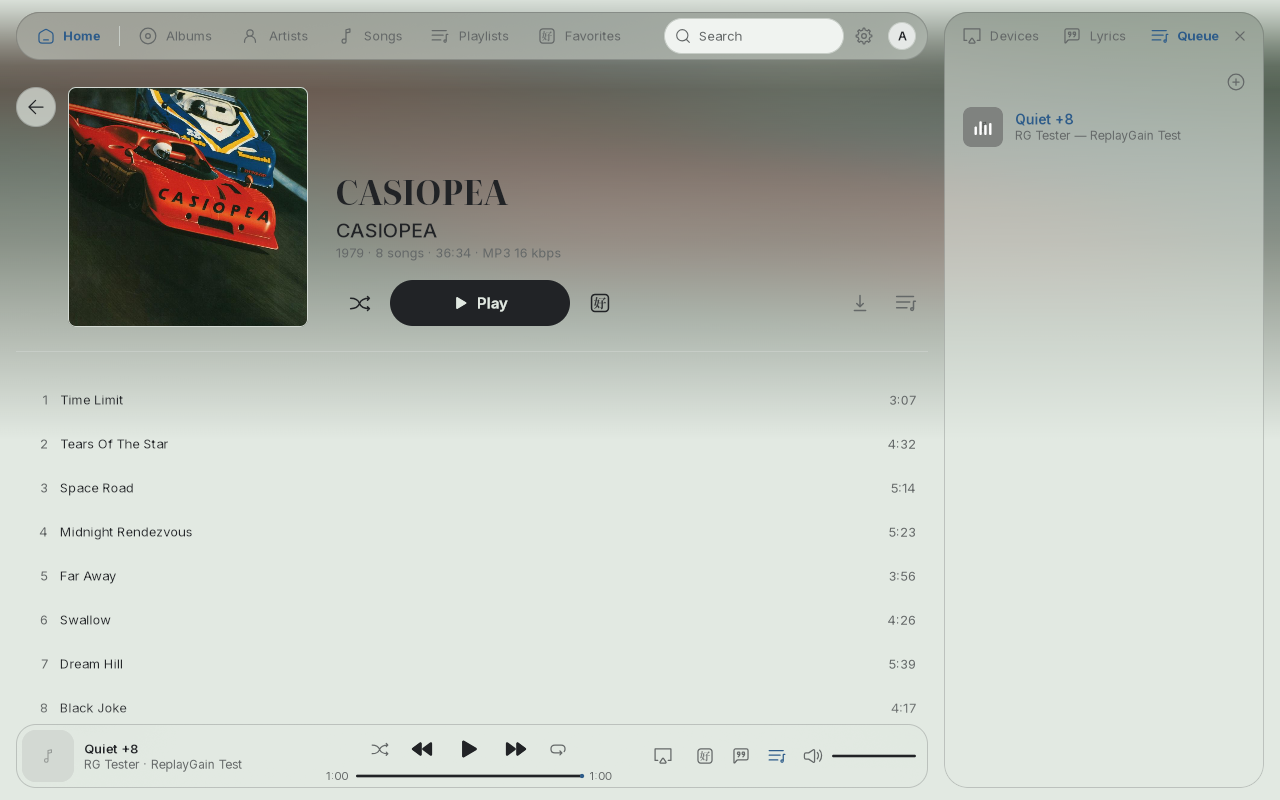 Home
Albums
Artists
Songs
Playlists
好 Favorites
Search
A
Devices
Lyrics
Queue
CASIOPEA
CASIOPEA
CASIOPEA
1979 · 8 songs · 36:34 · MP3 16 kbps
Play
好
Quiet +8
RG Tester — ReplayGain Test
1 Time Limit 3:07
2 Tears Of The Star 4:32
3 Space Road 5:14
4 Midnight Rendezvous 5:23
5 Far Away 3:56
6 Swallow 4:26
7 Dream Hill 5:39
8 Black Joke 4:17
Quiet +8
RG Tester · ReplayGain Test
1:00 1:00
好